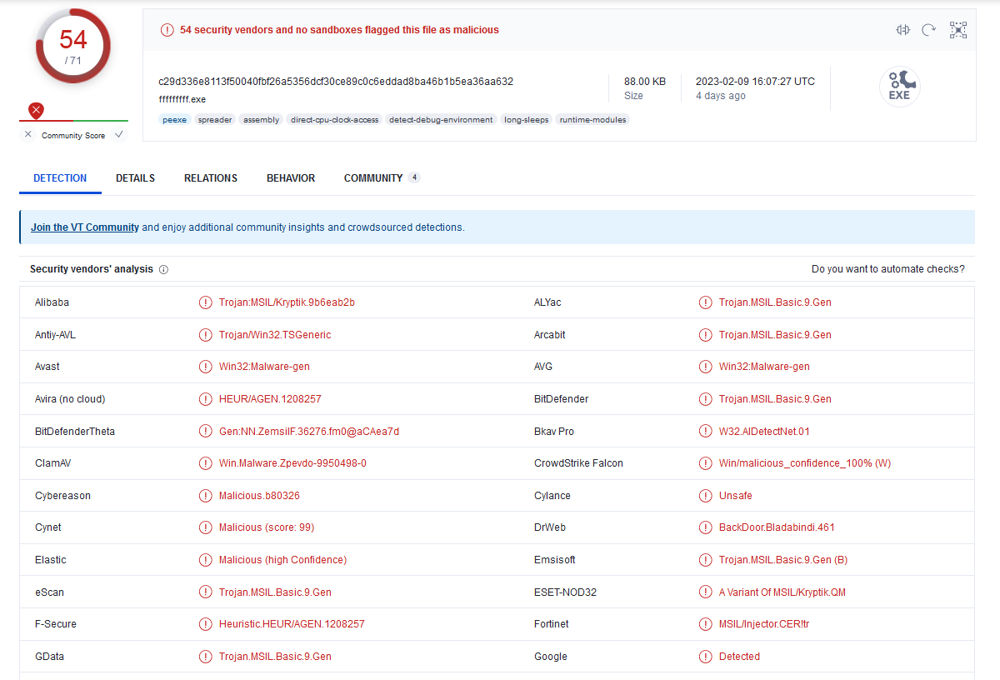 54
/ 71
Community Score
54 security vendors and no sandboxes flagged this file as malicious
c29d336e8113f50040fbf26a5356dcf30ce89c0c6eddad8ba46b1b5ea36aa632
fffffffff.exe
88.00 KB
Size
2023-02-09 16:07:27 UTC
4 days ago
EXE
peexe spreader assembly direct-cpu-clock-access detect-debug-environment long-sleeps runtime-modules
DETECTION DETAILS RELATIONS BEHAVIOR COMMUNITY 4
Join the VT Community and enjoy additional community insights and crowdsourced detections.
Security vendors' analysis Do you want to automate checks?
Alibaba Trojan:MSIL/Kryptik.9b6eab2b ALYac Trojan.MSIL.Basic.9.Gen
Antiy-AVL Trojan/Win32.TSGeneric Arcabit Trojan.MSIL.Basic.9.Gen
Avast Win32:Malware-gen AVG Win32:Malware-gen
Avira (no cloud) HEUR/AGEN.1208257 BitDefender Trojan.MSIL.Basic.9.Gen
BitDefenderTheta Gen:NN.ZemsilF.36276.fm0@aCAea7d Bkav Pro W32.AIDetectNet.01
ClamAV Win.Malware.Zpevdo-9950498-0 CrowdStrike Falcon Win/malicious_confidence_100% (W)
Cybereason Malicious.b80326 Cylance Unsafe
Cynet Malicious (score: 99) DrWeb BackDoor.Bladabindi.461
Elastic Malicious (high Confidence) Emsisoft Trojan.MSIL.Basic.9.Gen (B)
eScan Trojan.MSIL.Basic.9.Gen ESET-NOD32 A Variant Of MSIL/Kryptik.QM
F-Secure Heuristic.HEUR/AGEN.1208257 Fortinet MSIL/Injector.CER!tr
GData Trojan.MSIL.Basic.9.Gen Google Detected